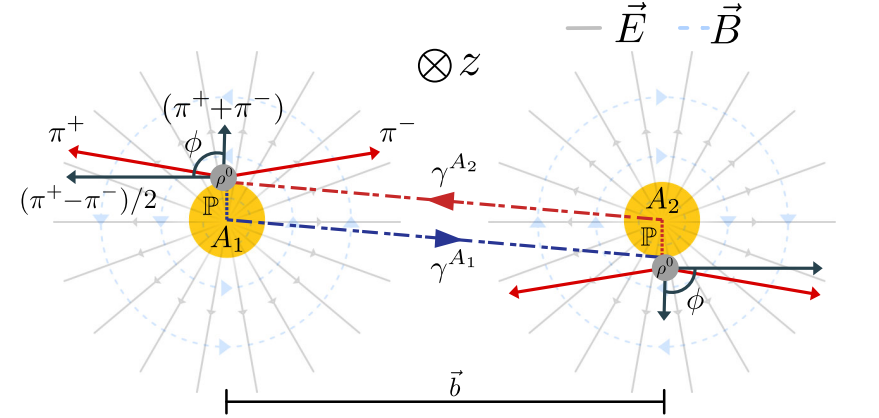 E⃗ B⃗
⊗ z
(π⁺+π⁻)
π⁺ ϕ π⁻
ρ⁰
γ^{A₂}
(π⁺−π⁻)/2
ℙ A₂
A₁ ℙ
γ^{A₁}
ρ⁰
ϕ
b⃗